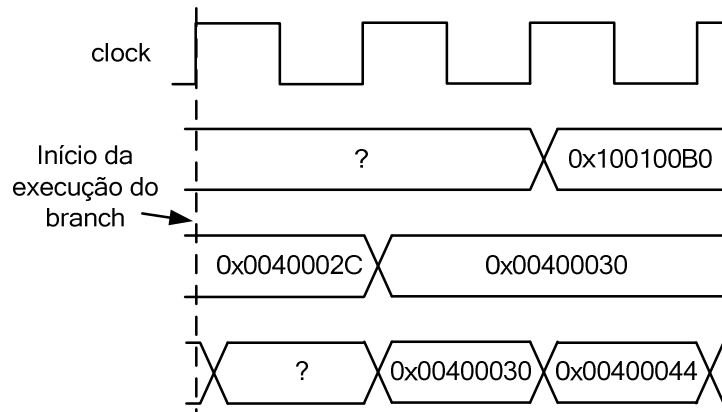 clock
?
0x100100B0
Início da
execução do
branch
0x0040002C
0x00400030
?
0x00400030
0x00400044